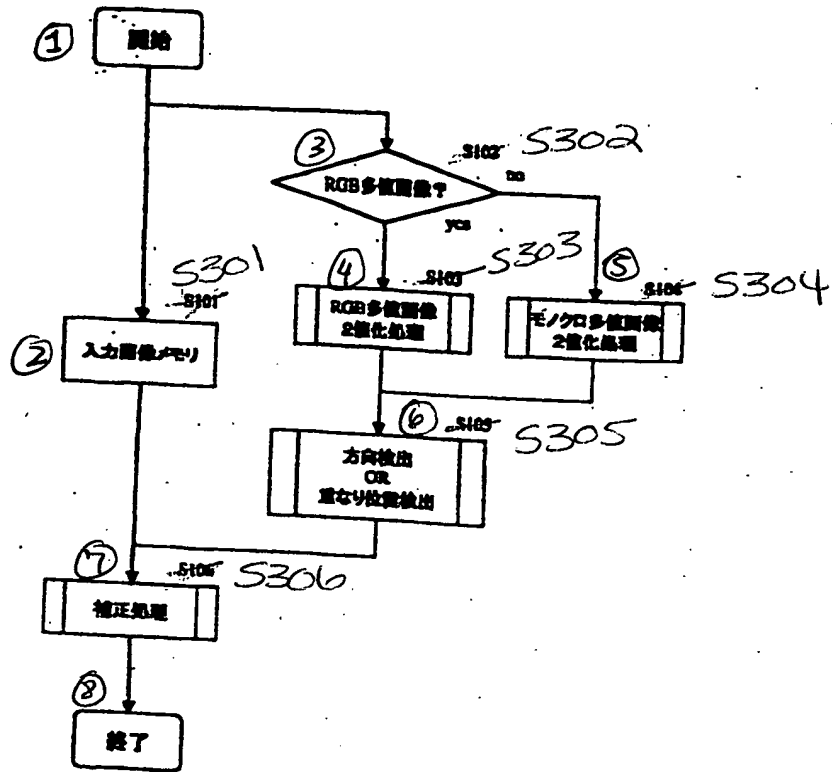 ① 開始
③
S102 S302
RGB多値画像?
no
yes
S301
S101
② 入力画像メモリ
④
S103 S303
RGB多値画像
2値化処理
⑤
S104 S304
モノクロ多値画像
2値化処理
⑥
S105 S305
方向検出
OR
重なり位置検出
⑦
S106 S306
補正処理
⑧
終了